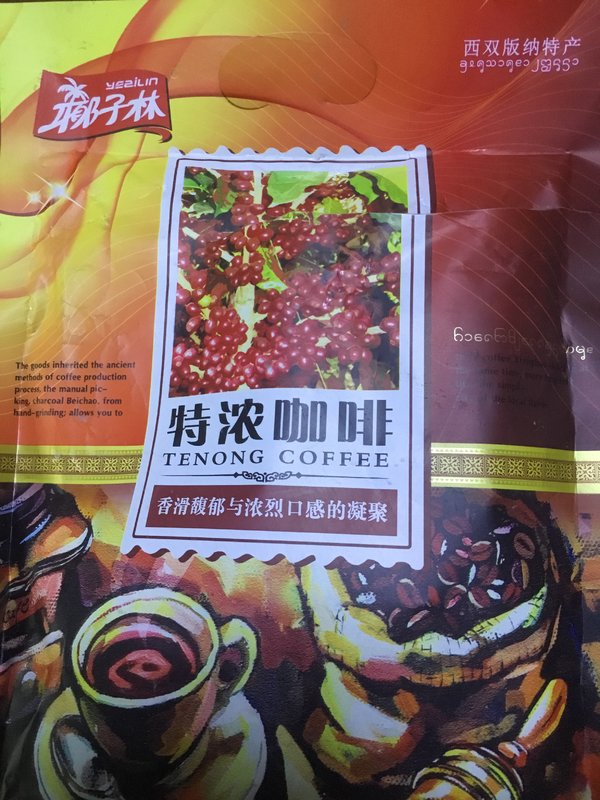 YEZILIN
椰子林
西双版纳特产
The goods inherited the ancient
methods of coffee production
process, the manual pic-
king, charcoal Beichao, from
hand-grinding; allows you to
特浓咖啡
TENONG COFFEE
香滑馥郁与浓烈口感的凝聚